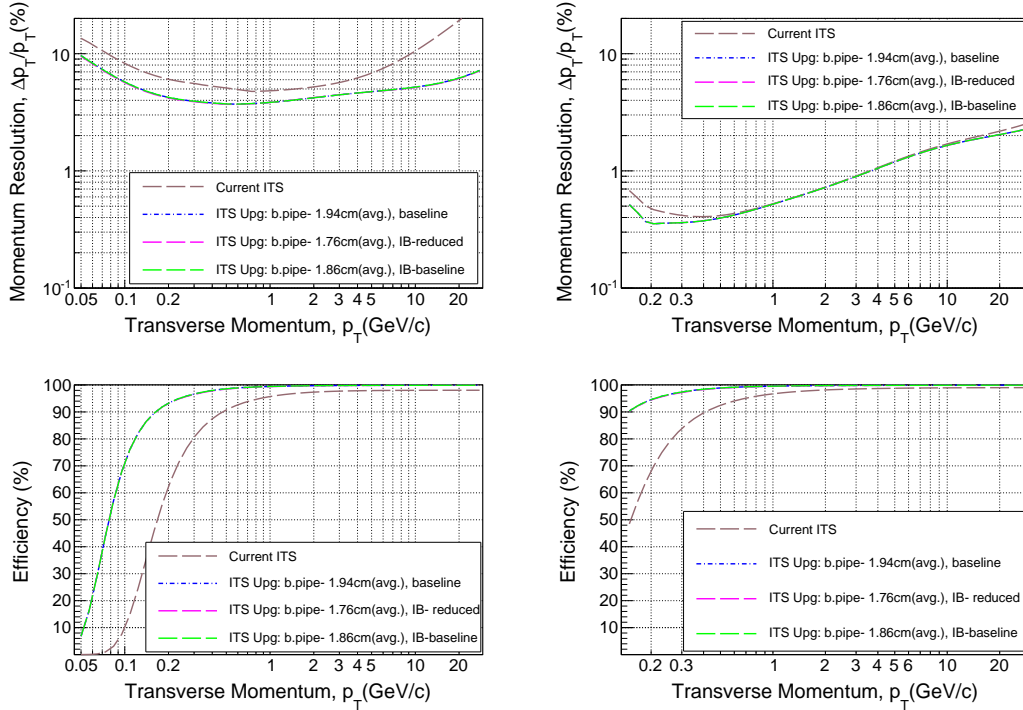 Momentum Resolution, Δp_T/p_T(%)
10
1
10^-1
Current ITS
ITS Upg: b.pipe- 1.94cm(avg.), baseline
ITS Upg: b.pipe- 1.76cm(avg.), IB-reduced
ITS Upg: b.pipe- 1.86cm(avg.), IB-baseline
0.05 0.1 0.2 1 2 3 4 5 20
Transverse Momentum, p_T(GeV/c)
Momentum Resolution, Δp_T/p_T(%)
10
1
10^-1
Current ITS
ITS Upg: b.pipe- 1.94cm(avg.), baseline
ITS Upg: b.pipe- 1.76cm(avg.), IB-reduced
ITS Upg: b.pipe- 1.86cm(avg.), IB-baseline
0.2 0.3 1 2 3 4 5 6 10 20
Transverse Momentum, p_T(GeV/c)
Efficiency (%)
100
90
80
70
60
50
40
30
20
10
Current ITS
ITS Upg: b.pipe- 1.94cm(avg.), baseline
ITS Upg: b.pipe- 1.76cm(avg.), IB- reduced
ITS Upg: b.pipe- 1.86cm(avg.), IB-baseline
0.05 0.1 0.2 1 2 3 4 5 20
Transverse Momentum, p_T(GeV/c)
Efficiency (%)
100
90
80
70
60
50
40
30
20
10
Current ITS
ITS Upg: b.pipe- 1.94cm(avg.), baseline
ITS Upg: b.pipe- 1.76cm(avg.), IB- reduced
ITS Upg: b.pipe- 1.86cm(avg.), IB-baseline
0.2 0.3 1 2 3 4 5 6 10 20
Transverse Momentum, p_T(GeV/c)